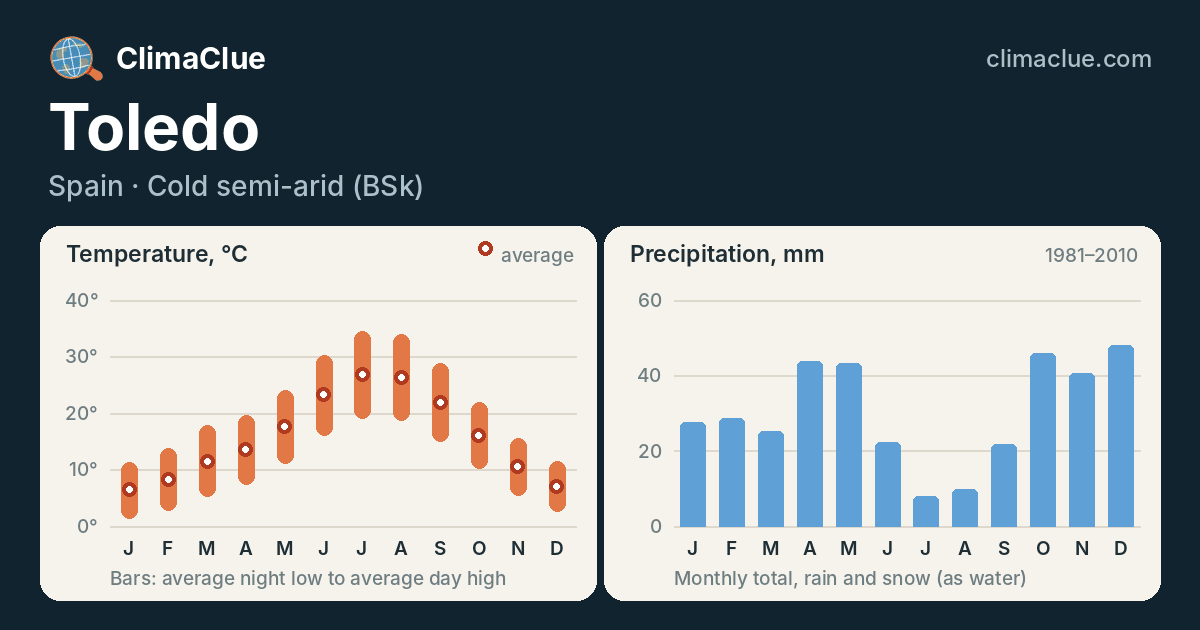 ClimaClue
climaclue.com
Toledo
Spain · Cold semi-arid (BSk)
Temperature, °C
average
40°
30°
20°
10°
0°
J F M A M J J A S O N D
Bars: average night low to average day high
Precipitation, mm
1981–2010
60
40
20
0
J F M A M J J A S O N D
Monthly total, rain and snow (as water)